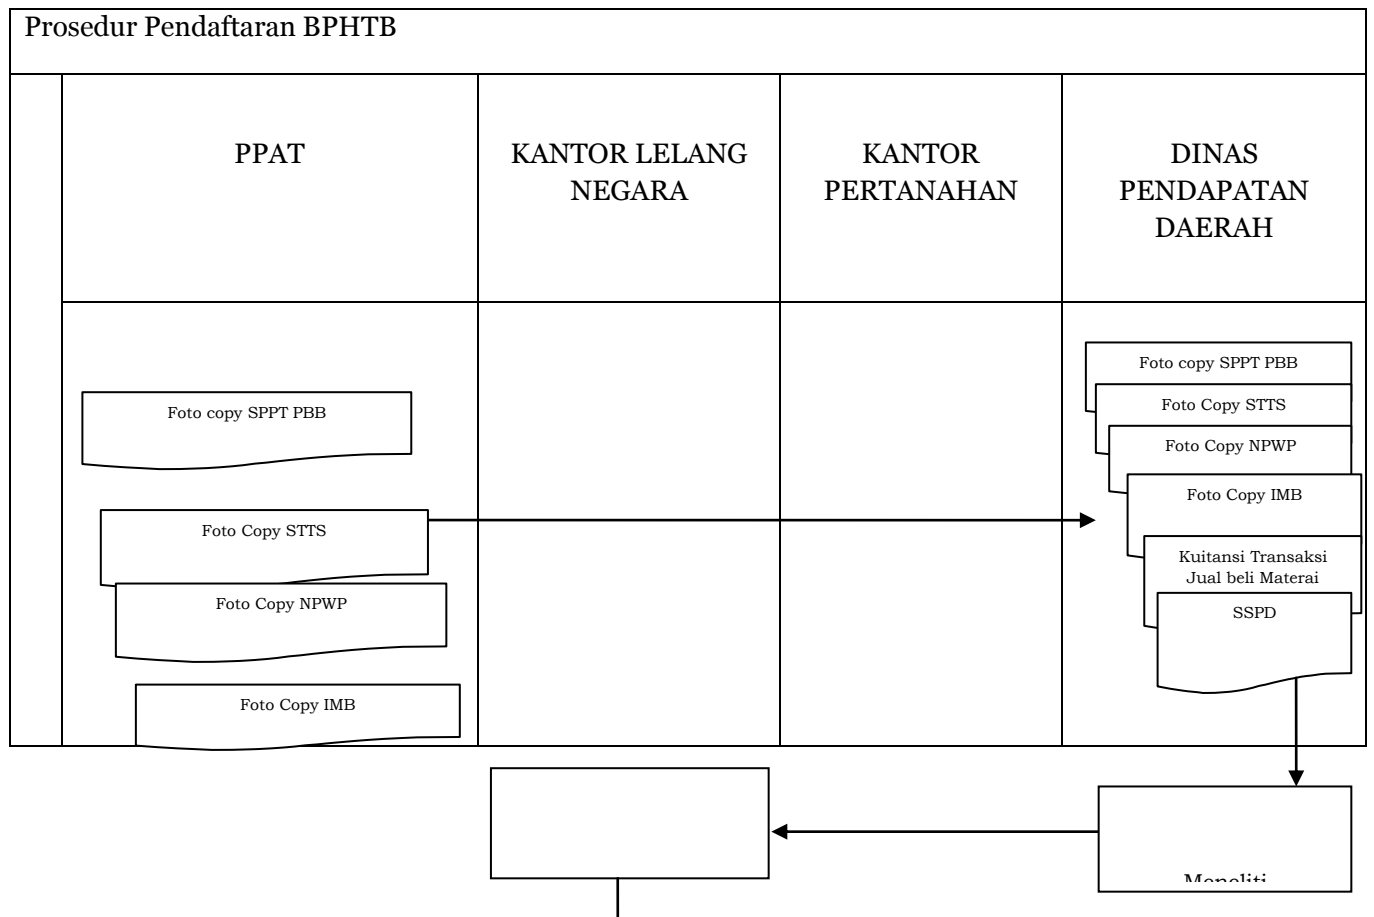 Prosedur Pendaftaran BPHTB
PPAT
KANTOR LELANG
NEGARA
KANTOR
PERTANAHAN
DINAS
PENDAPATAN
DAERAH
Foto copy SPPT PBB
Foto Copy STTS
Foto Copy NPWP
Foto Copy IMB
Foto copy SPPT PBB
Foto Copy STTS
Foto Copy NPWP
Foto Copy IMB
Kuitansi Transaksi
Jual beli Materai
SSPD
Meneliti